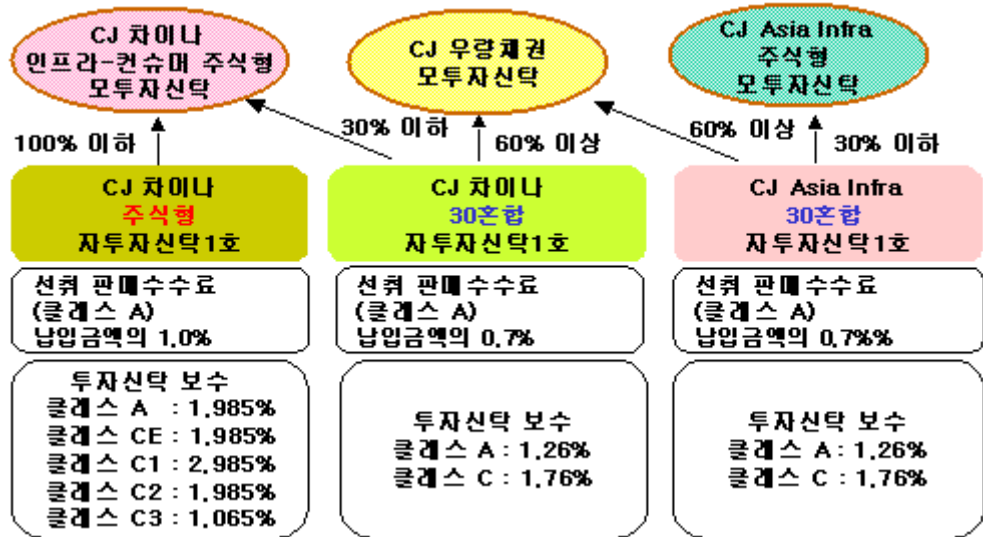 CJ 차이나
인프라-컨슈머 주식형
모투자신탁
CJ 우량채권
모투자신탁
CJ Asia Infra
주식형
모투자신탁
100% 이하
30% 이하
60% 이상
60% 이상
30% 이하
CJ 차이나
주식형
자투자신탁1호
CJ 차이나
30혼합
자투자신탁1호
CJ Asia Infra
30혼합
자투자신탁1호
선취 판매수수료
(클래스 A)
납입금액의 1.0%
선취 판매수수료
(클래스 A)
납입금액의 0.7%
선취 판매수수료
(클래스 A)
납입금액의 0.7%%
투자신탁 보수
클래스 A : 1.985%
클래스 CE : 1.985%
클래스 C1 : 2.985%
클래스 C2 : 1.985%
클래스 C3 : 1.065%
투자신탁 보수
클래스 A : 1.26%
클래스 C : 1.76%
투자신탁 보수
클래스 A : 1.26%
클래스 C : 1.76%